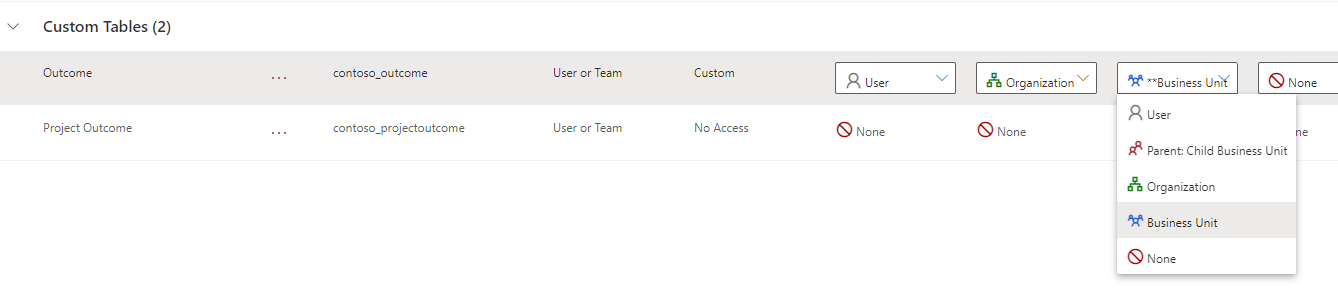 Custom Tables (2)
Outcome ... contoso_outcome User or Team Custom User Organization **Business Unit None
User
Project Outcome ... contoso_projectoutcome User or Team No Access None None ne
Parent: Child Business Unit
Organization
Business Unit
None